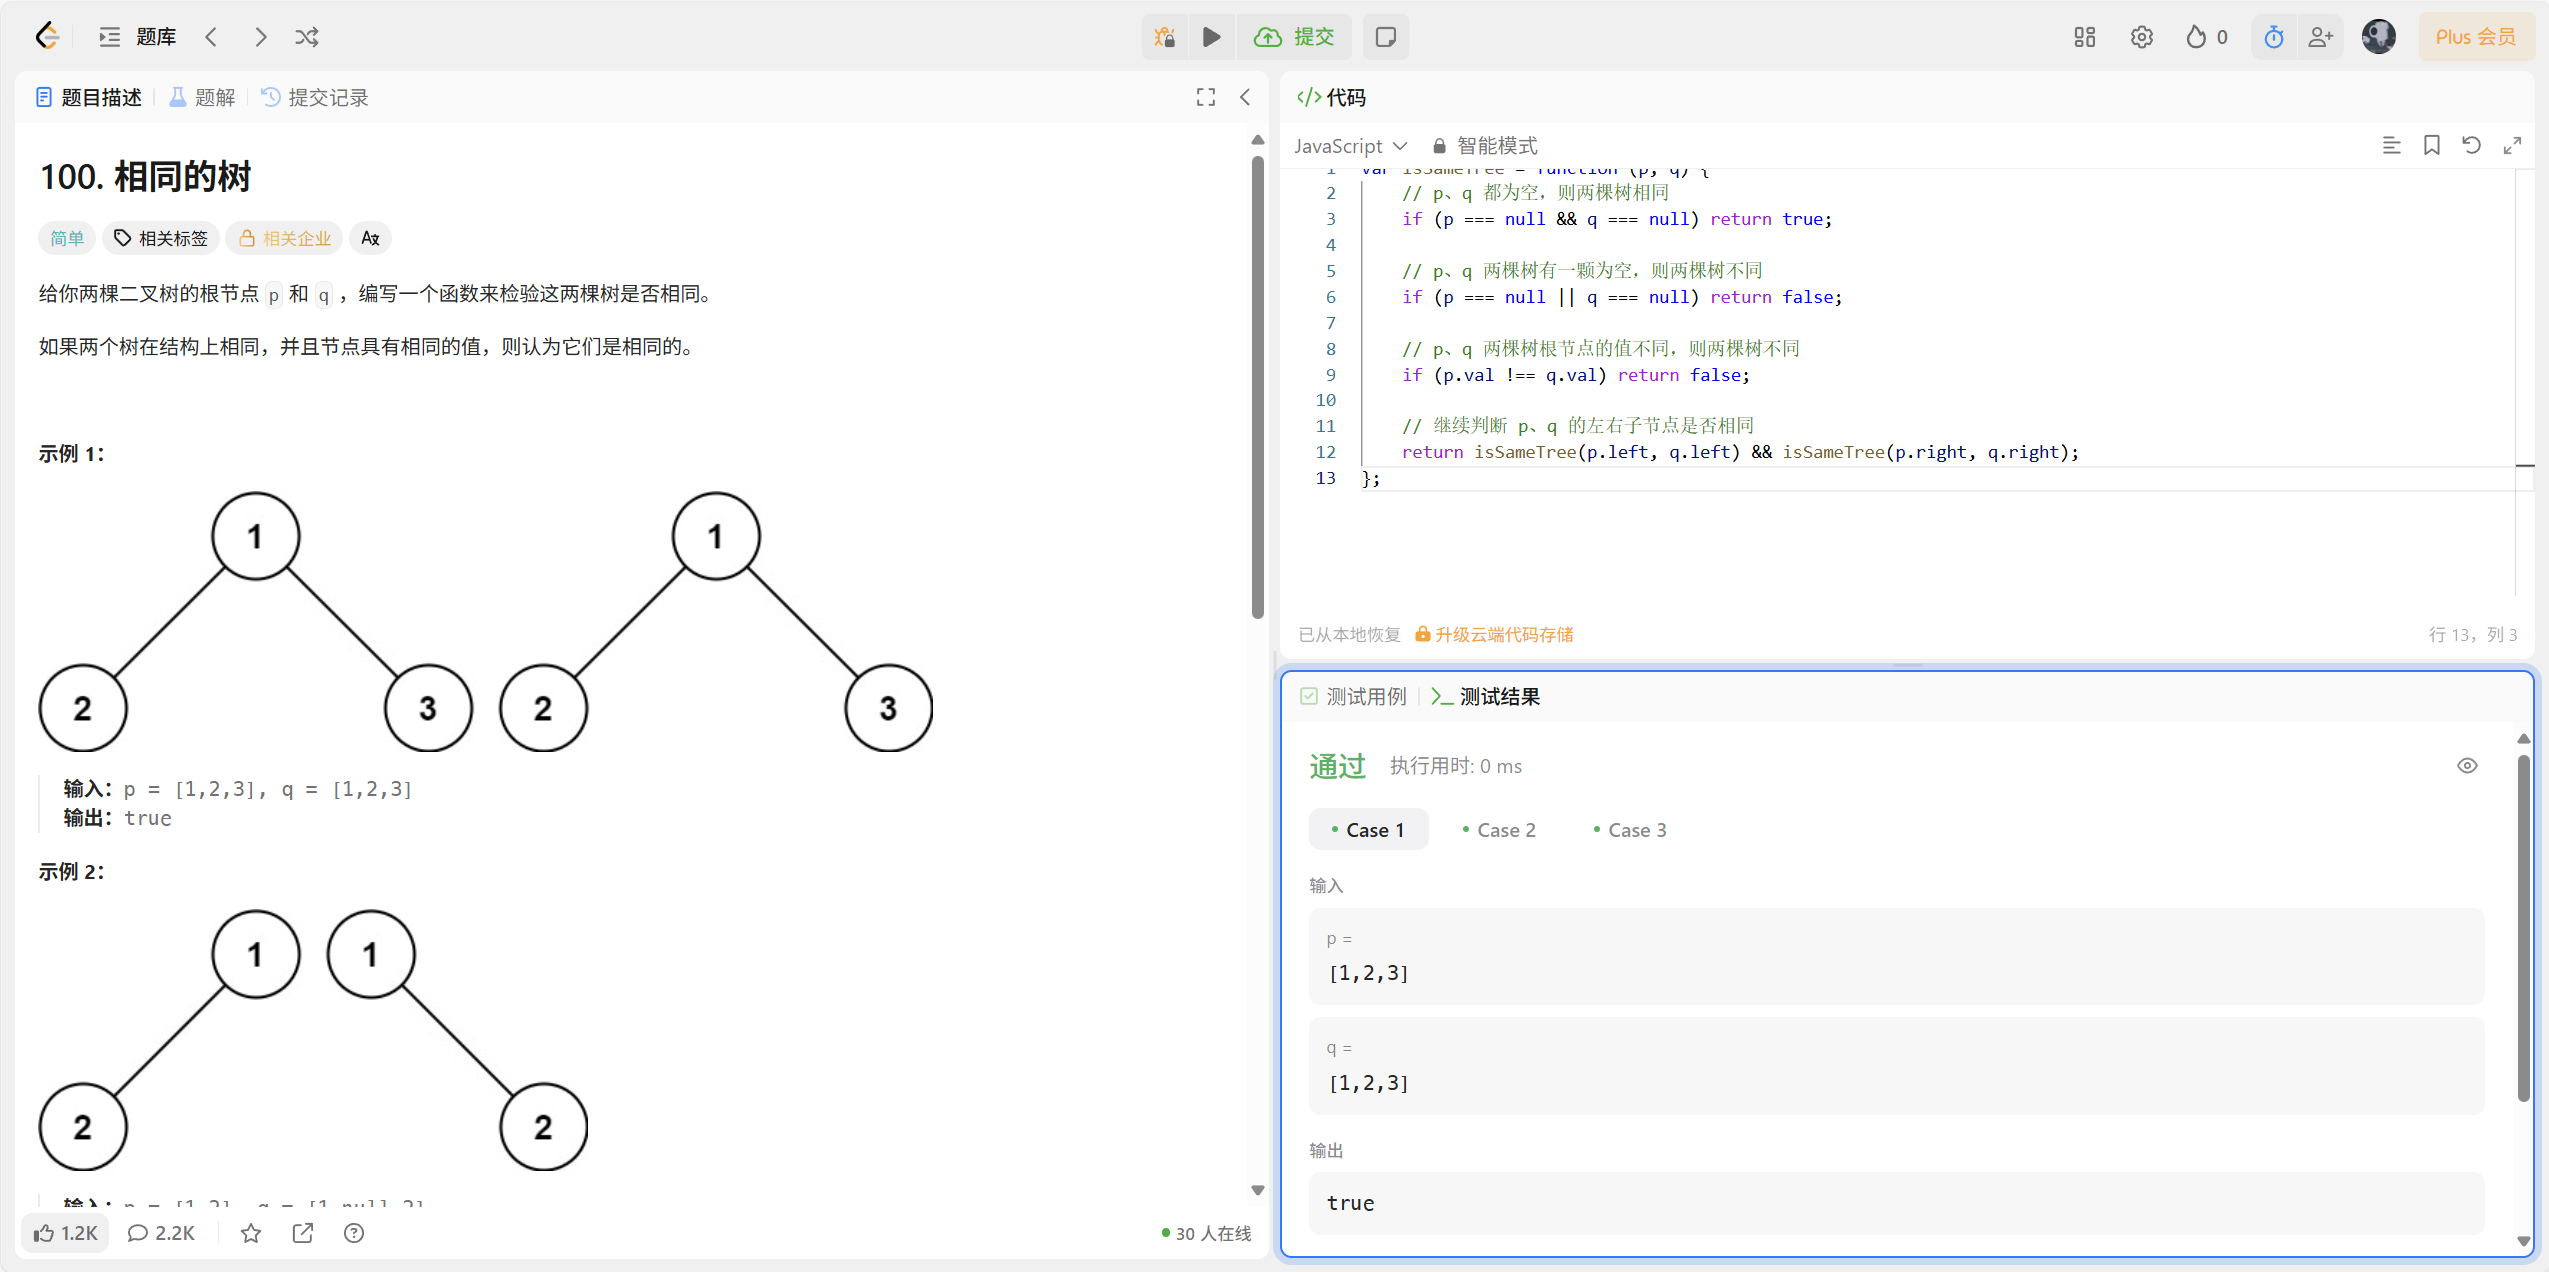 题库
提交
0
Plus 会员
题目描述
题解
提交记录
100. 相同的树
简单
相关标签
相关企业
给你两棵二叉树的根节点 p 和 q ，编写一个函数来检验这两棵树是否相同。
如果两个树在结构上相同，并且节点具有相同的值，则认为它们是相同的。
示例 1：
1
1
2
3
2
3
输入：p = [1,2,3], q = [1,2,3]
输出：true
示例 2：
1
1
2
2
输入：p = [1,2], q = [1,null,2]
1.2K
2.2K
30 人在线
代码
JavaScript
智能模式
1 var isSameTree = function (p, q) {
2 // p、q 都为空，则两棵树相同
3 if (p === null && q === null) return true;
4
5 // p、q 两棵树有一颗为空，则两棵树不同
6 if (p === null || q === null) return false;
7
8 // p、q 两棵树根节点的值不同，则两棵树不同
9 if (p.val !== q.val) return false;
10
11 // 继续判断 p、q 的左右子节点是否相同
12 return isSameTree(p.left, q.left) && isSameTree(p.right, q.right);
13 };
已从本地恢复
升级云端代码存储
行 13，列 3
测试用例
测试结果
通过
执行用时: 0 ms
Case 1
Case 2
Case 3
输入
p =
[1,2,3]
q =
[1,2,3]
输出
true